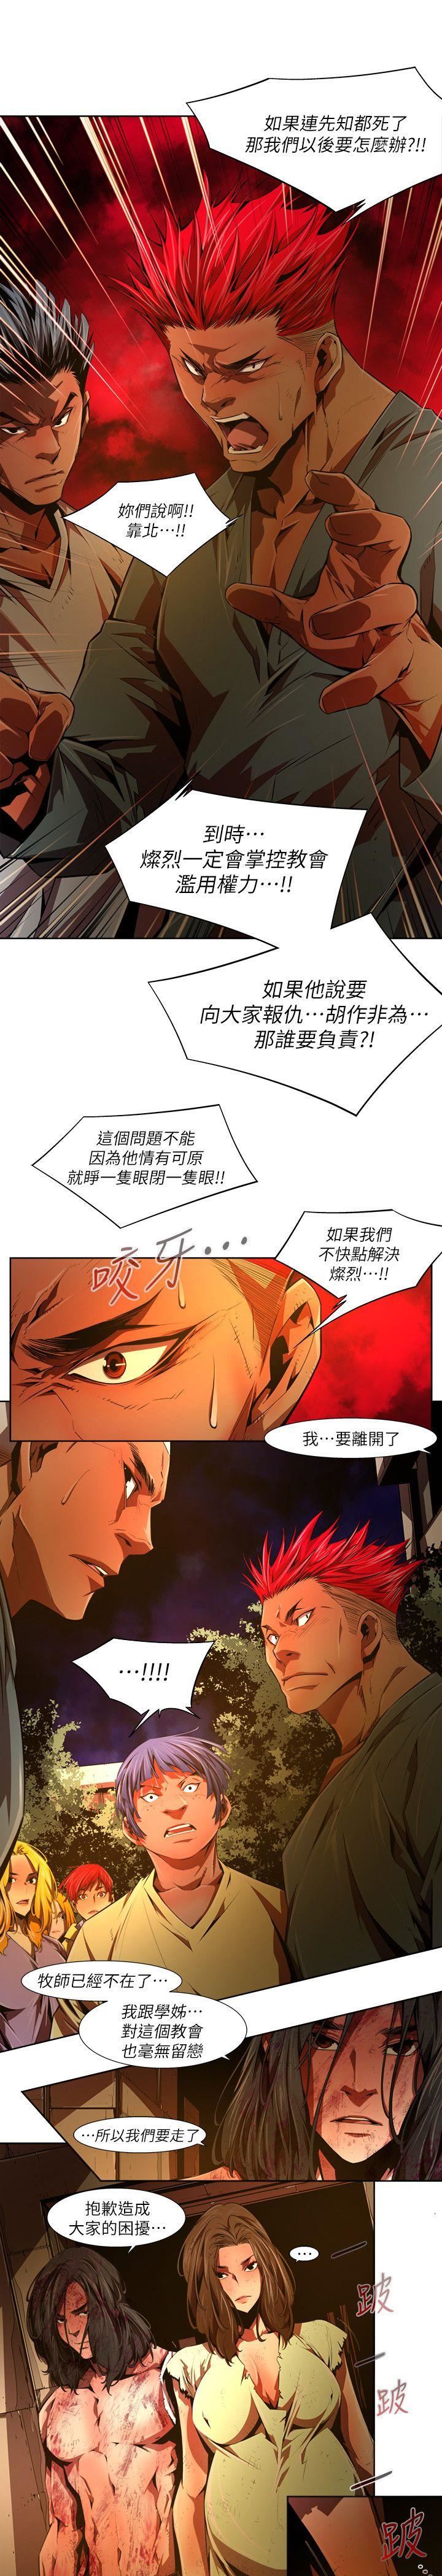 如果連先知都死了
那我們以後要怎麼辦?!!
妳們說啊!!
靠北…!!
到時…
燦烈一定會掌控教會
濫用權力…!!
如果他說要
向大家報仇…胡作非為…
那誰要負責?!
這個問題不能
因為他情有可原
就睜一隻眼閉一隻眼!!
咬牙…
如果我們
不快點解決
燦烈…!!
我…要離開了
…!!!!
牧師已經不在了…
我跟學姊…
對這個教會
也毫無留戀
…所以我們要走了
抱歉造成
大家的困擾…
…
跛
跛
跛